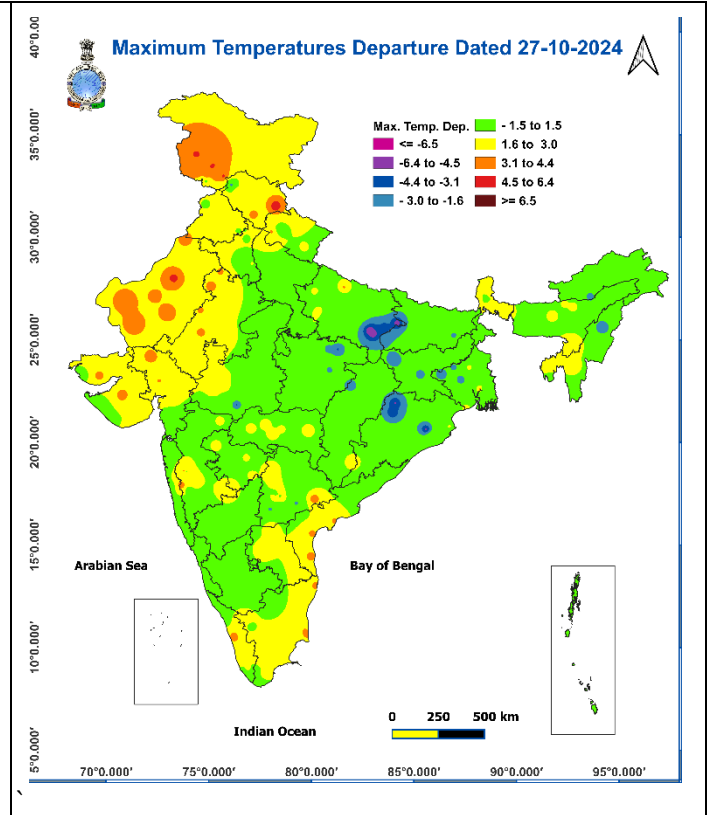 Maximum Temperatures Departure Dated 27-10-2024
Max. Temp. Dep.
<= -6.5
-6.4 to -4.5
-4.4 to -3.1
- 3.0 to -1.6
- 1.5 to 1.5
1.6 to 3.0
3.1 to 4.4
4.5 to 6.4
>= 6.5
40°0.00
35°0.000'
30°0.000'
25°0.000'
20°0.000'
15°0.000'
10°0.000'
5°0.000'
Arabian Sea
Bay of Bengal
Indian Ocean
0 250 500 km
70°0.000' 75°0.000' 80°0.000' 85°0.000' 90°0.000' 95°0.000'
`